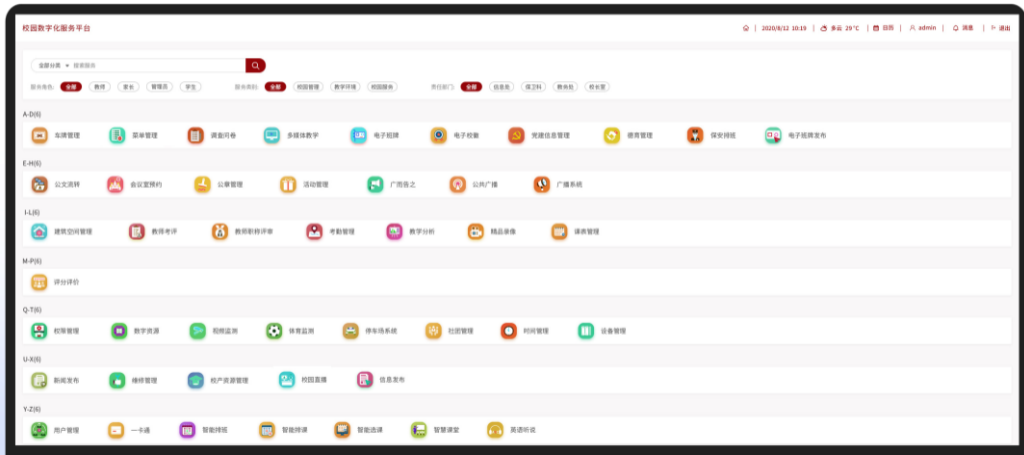 校园数字化服务平台
2020/8/12 10:19 多云 29°C 日历 admin 消息 退出
全部分类 搜索服务
服务角色: 全部 教师 家长 管理员 学生 服务类别: 全部 校园管理 教学环境 校园服务 责任部门: 全部 信息处 保卫科 教务处 校长室
A-D(6)
车牌管理 菜单管理 调查问卷 多媒体教学 电子班牌 电子校徽 党建信息管理 德育管理 保安排班 电子班牌发布
E-H(6)
公文流转 会议室预约 公章管理 活动管理 广而告之 公共广播 广播系统
I-L(6)
建筑空间管理 教师考评 教师职称评审 考勤管理 教学分析 精品录像 课表管理
M-P(6)
评分评价
Q-T(6)
权限管理 数字资源 视频监测 体育监测 停车场系统 社团管理 时间管理 设备管理
U-X(6)
新闻发布 维修管理 校产资源管理 校园直播 信息发布
Y-Z(6)
用户管理 一卡通 智能排班 智能排课 智能选课 智慧课堂 英语听说